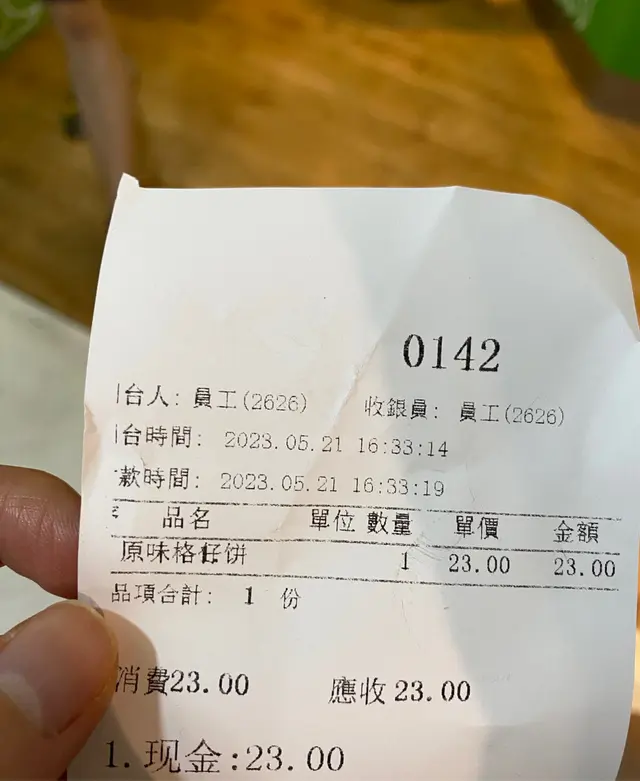 0142
台人: 員工(2626) 收銀員: 員工(2626)
台時間: 2023.05.21 16:33:14
款時間: 2023.05.21 16:33:19
品名 單位 數量 單價 金額
原味格仔饼 1 23.00 23.00
品項合計: 1 份
消費23.00 應收23.00
1.现金:23.00